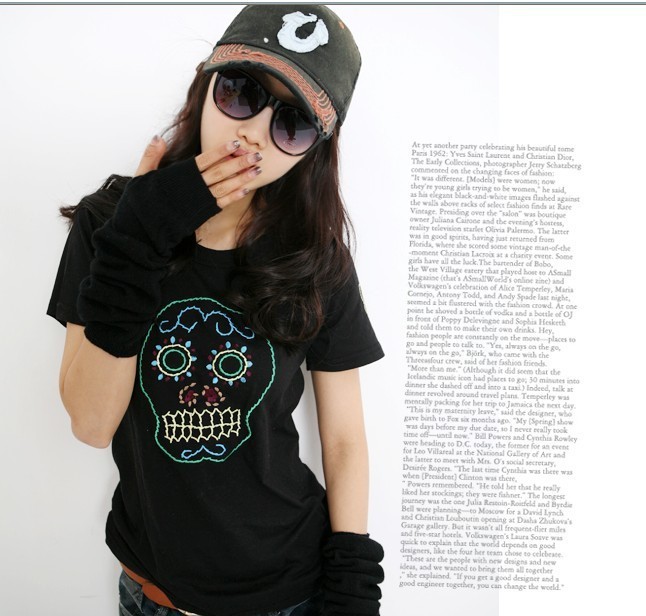 At yet another party celebrating his beautiful tome
Paris 1962: Yves Saint Laurent and Christian Dior,
The Early Collections, photographer Jerry Schatzberg
commented on the changing faces of fashion:
"It was different. [Models] were women; now
they're young girls trying to be women," he said,
as his elegant black-and-white images flashed against
the walls above racks of select fashion finds at Rare
Vintage. Presiding over the "salon" was boutique
owner Juliana Cairone and the evening's hostess,
reality television starlet Olivia Palermo. The latter
was in good spirits, having just returned from
Florida, where she scored some vintage man-of-the
-moment Christian Lacroix at a charity event. Some
girls have all the luck.The bartender of Bobo,
the West Village eatery that played host to ASmall
Magazine (that's ASmallWorld's online zine) and
Volkswagen's celebration of Alice Temperley, Maria
Cornejo, Antony Todd, and Andy Spade last night,
seemed a bit flustered with the fashion crowd. At one
point he shoved a bottle of vodka and a bottle of OJ
in front of Poppy Delevingne and Sophia Hesketh
and told them to make their own drinks. Hey,
fashion people are constantly on the move—places to
go and people to talk to. "Yes, always on the go,
always on the go," Björk, who came with the
Threeasfour crew, said of her fashion friends.
"More than me." (Although it did seem that the
Icelandic music icon had places to go; 30 minutes into
dinner she dashed off and into a taxi.) Indeed, talk at
dinner revolved around travel plans. Temperley was
mentally packing for her trip to Jamaica the next day.
"This is my maternity leave," said the designer, who
gave birth to Fox six months ago. "My [Spring] show
was days before my due date, so I never really took
time off—until now." Bill Powers and Cynthia Rowley
were heading to D.C. today, the former for an event
for Leo Villareal at the National Gallery of Art and
the latter to meet with Mrs. O's social secretary,
Desirée Rogers. "The last time Cynthia was there was
when [President] Clinton was there,
" Powers remembered. "He told her that he really
liked her stockings; they were fishnet." The longest
journey was the one Julia Restoin-Roitfeld and Byrdie
Bell were planning—to Moscow for a David Lynch
and Christian Louboutin opening at Dasha Zhukova's
Garage gallery. But it wasn't all frequent-flirt miles
and five-star hotels. Volkswagen's Laura Soave was
quick to explain that the world depends on good
designers, like the four her team chose to celebrate.
"These are the people with new designs and new
ideas, and we wanted to bring them all together
," she explained. "If you get a good designer and a
good engineer together, you can change the world."